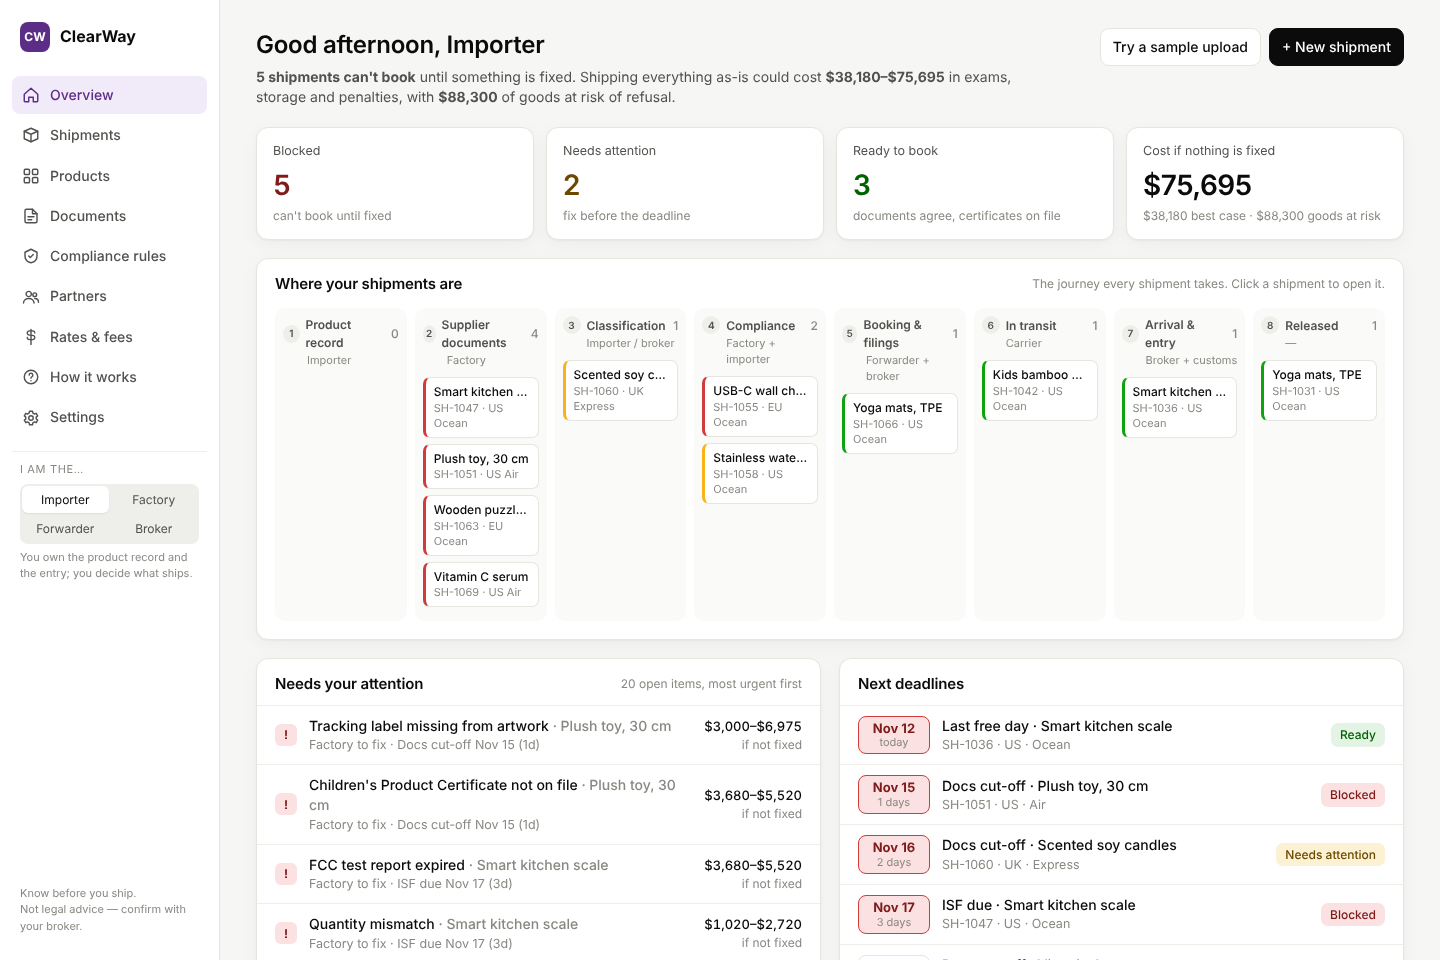 CW ClearWay
Overview
Shipments
Products
Documents
Compliance rules
Partners
Rates & fees
How it works
Settings
I AM THE...
Importer Factory
Forwarder Broker
You own the product record and
the entry; you decide what ships.
Know before you ship.
Not legal advice — confirm with
your broker.
Good afternoon, Importer
5 shipments can't book until something is fixed. Shipping everything as-is could cost $38,180–$75,695 in exams,
storage and penalties, with $88,300 of goods at risk of refusal.
Try a sample upload
+ New shipment
Blocked
5
can't book until fixed
Needs attention
2
fix before the deadline
Ready to book
3
documents agree, certificates on file
Cost if nothing is fixed
$75,695
$38,180 best case · $88,300 goods at risk
Where your shipments are
The journey every shipment takes. Click a shipment to open it.
1 Product record 0
Importer
2 Supplier documents 4
Factory
Smart kitchen ...
SH-1047 · US
Ocean
Plush toy, 30 cm
SH-1051 · US Air
Wooden puzzl...
SH-1063 · EU
Ocean
Vitamin C serum
SH-1069 · US Air
3 Classification 1
Importer / broker
Scented soy c...
SH-1060 · UK
Express
4 Compliance 2
Factory +
importer
USB-C wall ch...
SH-1055 · EU
Ocean
Stainless wate...
SH-1058 · US
Ocean
5 Booking & filings 1
Forwarder +
broker
Yoga mats, TPE
SH-1066 · US
Ocean
6 In transit 1
Carrier
Kids bamboo ...
SH-1042 · US
Ocean
7 Arrival & entry 1
Broker + customs
Smart kitchen ...
SH-1036 · US
Ocean
8 Released 1
—
Yoga mats, TPE
SH-1031 · US
Ocean
Needs your attention
20 open items, most urgent first
! Tracking label missing from artwork · Plush toy, 30 cm $3,000–$6,975
Factory to fix · Docs cut-off Nov 15 (1d) if not fixed
! Children's Product Certificate not on file · Plush toy, 30
cm $3,680–$5,520
Factory to fix · Docs cut-off Nov 15 (1d) if not fixed
! FCC test report expired · Smart kitchen scale $3,680–$5,520
Factory to fix · ISF due Nov 17 (3d) if not fixed
! Quantity mismatch · Smart kitchen scale $1,020–$2,720
Factory to fix · ISF due Nov 17 (3d) if not fixed
Next deadlines
Nov 12 Last free day · Smart kitchen scale
today SH-1036 · US · Ocean Ready
Nov 15 Docs cut-off · Plush toy, 30 cm
1 days SH-1051 · US · Air Blocked
Nov 16 Docs cut-off · Scented soy candles
2 days SH-1060 · UK · Express Needs attention
Nov 17 ISF due · Smart kitchen scale
3 days SH-1047 · US · Ocean Blocked